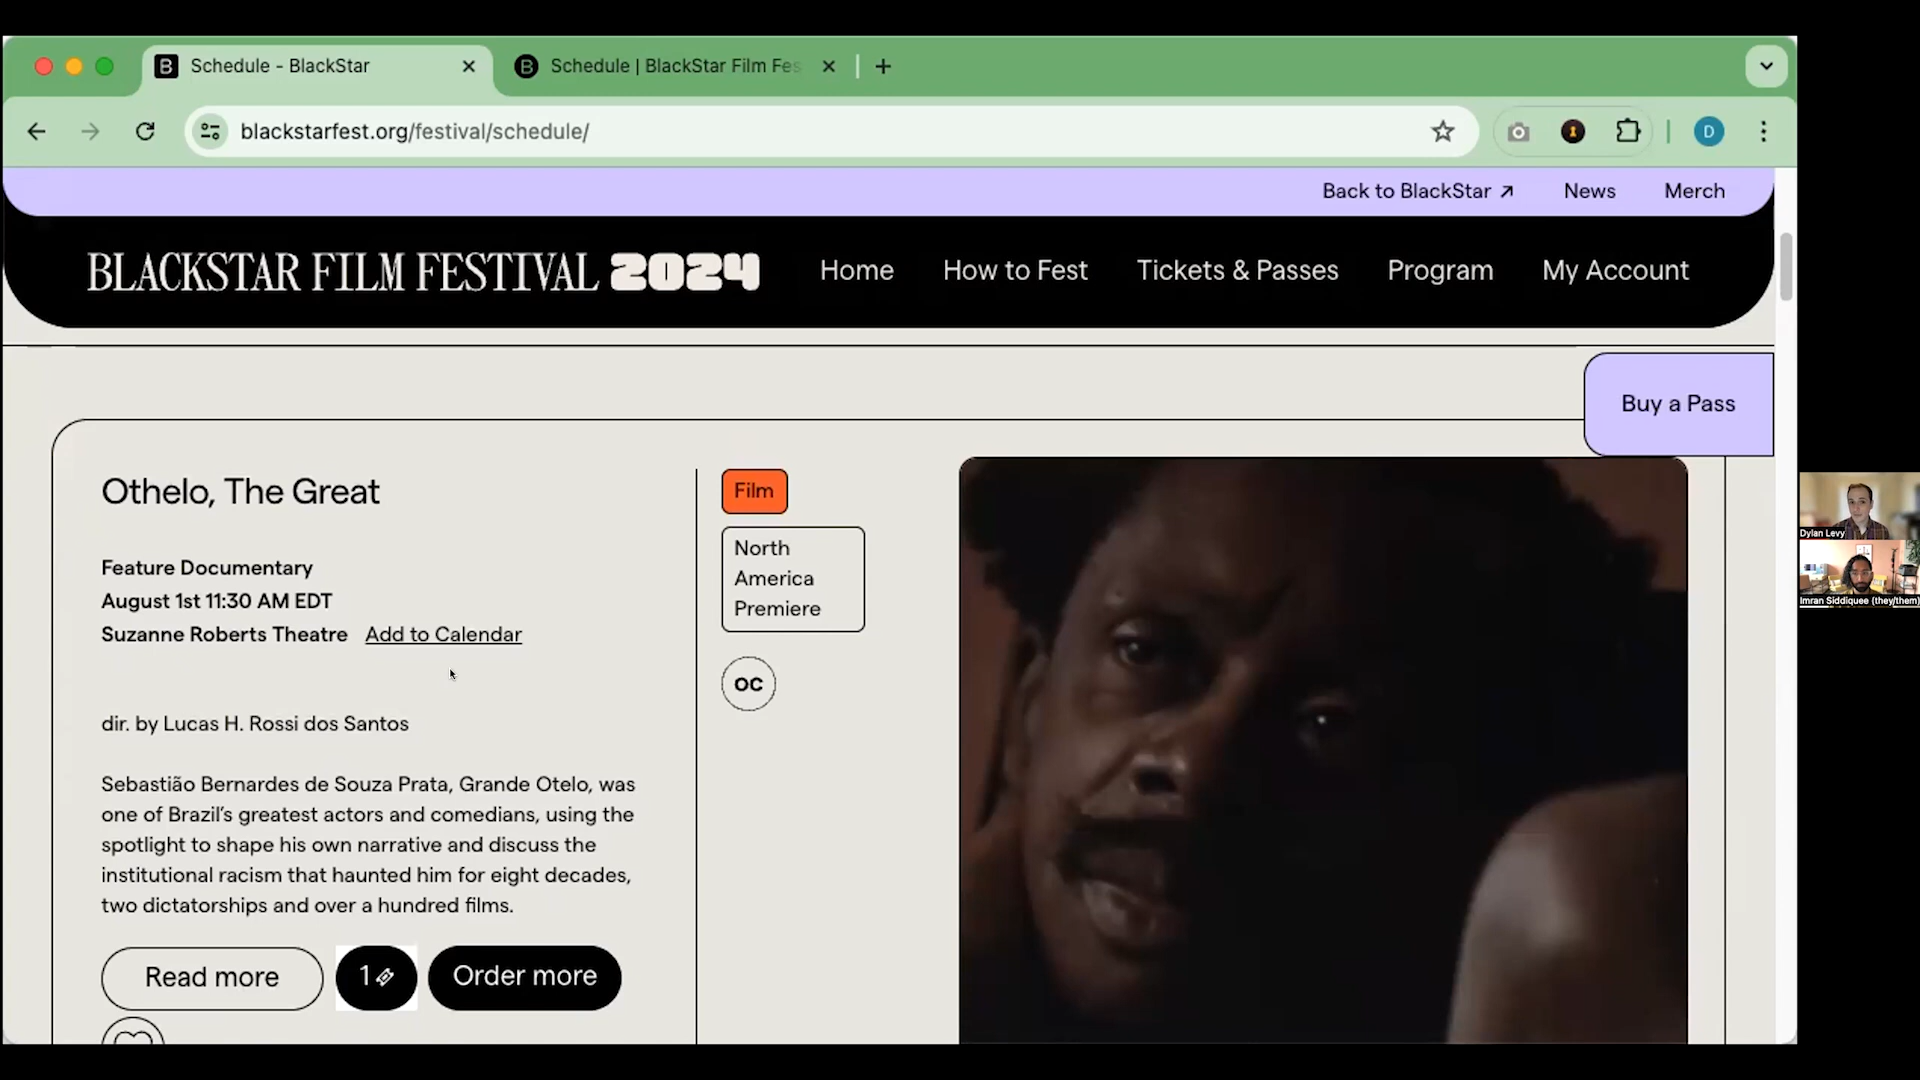 Schedule - BlackStar
Schedule | BlackStar Film Fes
blackstarfest.org/festival/schedule/
D
Back to BlackStar ↗
News
Merch
BLACKSTAR FILM FESTIVAL 2024
Home
How to Fest
Tickets & Passes
Program
My Account
Buy a Pass
Othelo, The Great
Feature Documentary
August 1st 11:30 AM EDT
Suzanne Roberts Theatre Add to Calendar
dir. by Lucas H. Rossi dos Santos
Sebastião Bernardes de Souza Prata, Grande Otelo, was
one of Brazil's greatest actors and comedians, using the
spotlight to shape his own narrative and discuss the
institutional racism that haunted him for eight decades,
two dictatorships and over a hundred films.
Read more
1
Order more
Film
North
America
Premiere
OC
Dylan Levy
Imran Siddiquee (they/them)